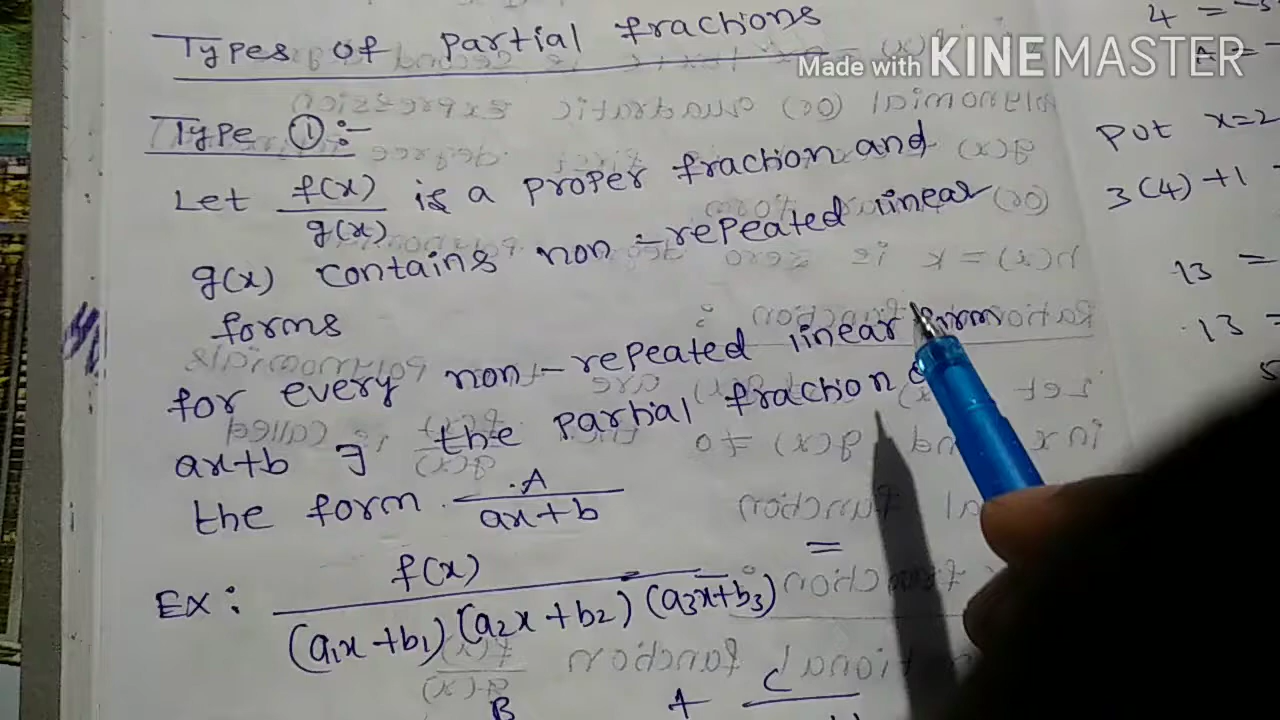 Types of partial fractions
Made with KINEMASTER
Type ① :-
Let f(x)/g(x) is a proper fraction and
g(x) contains non-repeated linear
forms
for every non-repeated linear form
ax+b ∃ the partial fraction
the form A/ax+b
Ex: f(x)/(a1x+b1)(a2x+b2)(a3x+b3) =
B + C
4 =
put x=2
3(4)+1
13 =
13 =